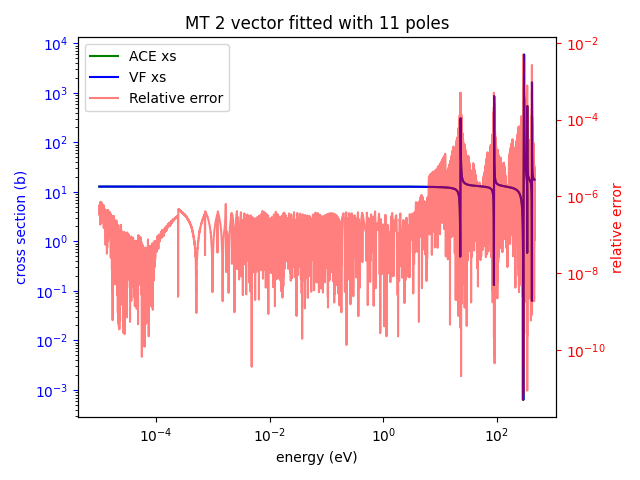 MT 2 vector fitted with 11 poles
ACE xs
VF xs
Relative error
cross section (b)
10^4
10^3
10^2
10^1
10^0
10^−1
10^−2
10^−3
10^−2
10^−4
10^−6
10^−8
10^−10
relative error
10^−4
10^−2
10^0
10^2
energy (eV)